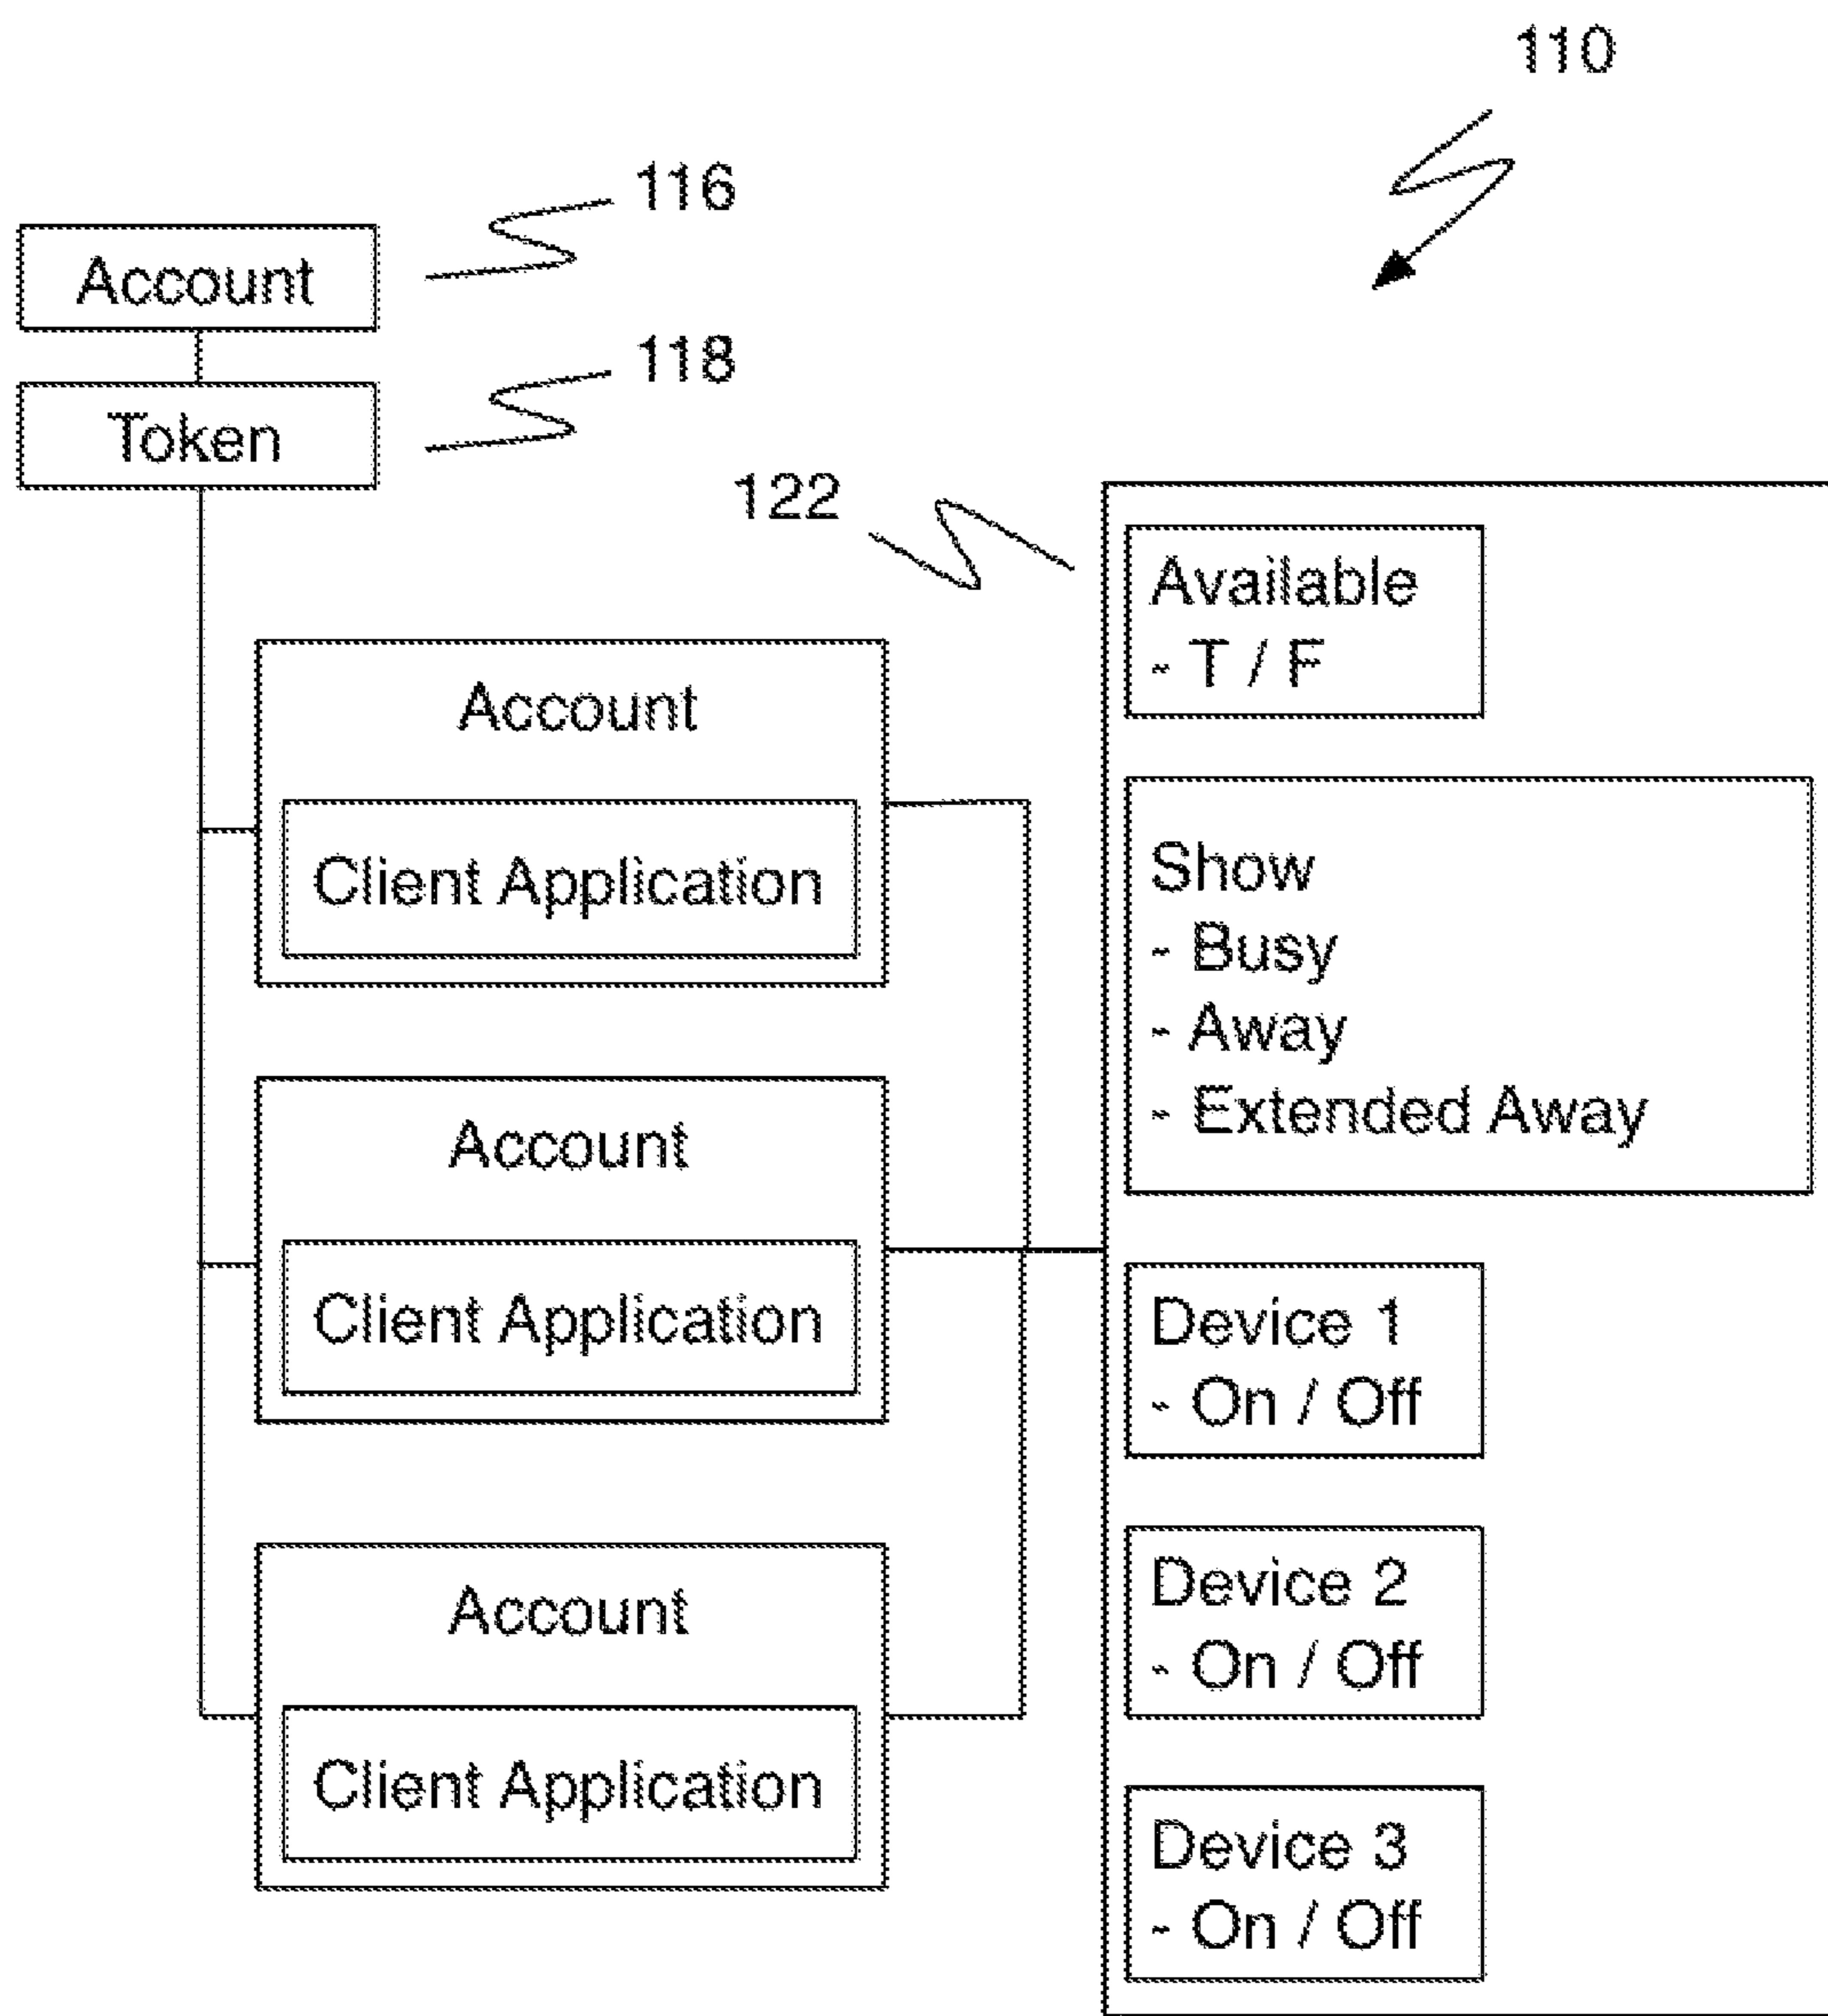 110
116
Account
118
Token
122
Available
- T / F
Account
Client Application
Show
- Busy
- Away
- Extended Away
Account
Client Application
Device 1
- On / Off
Account
Client Application
Device 2
- On / Off
Device 3
- On / Off